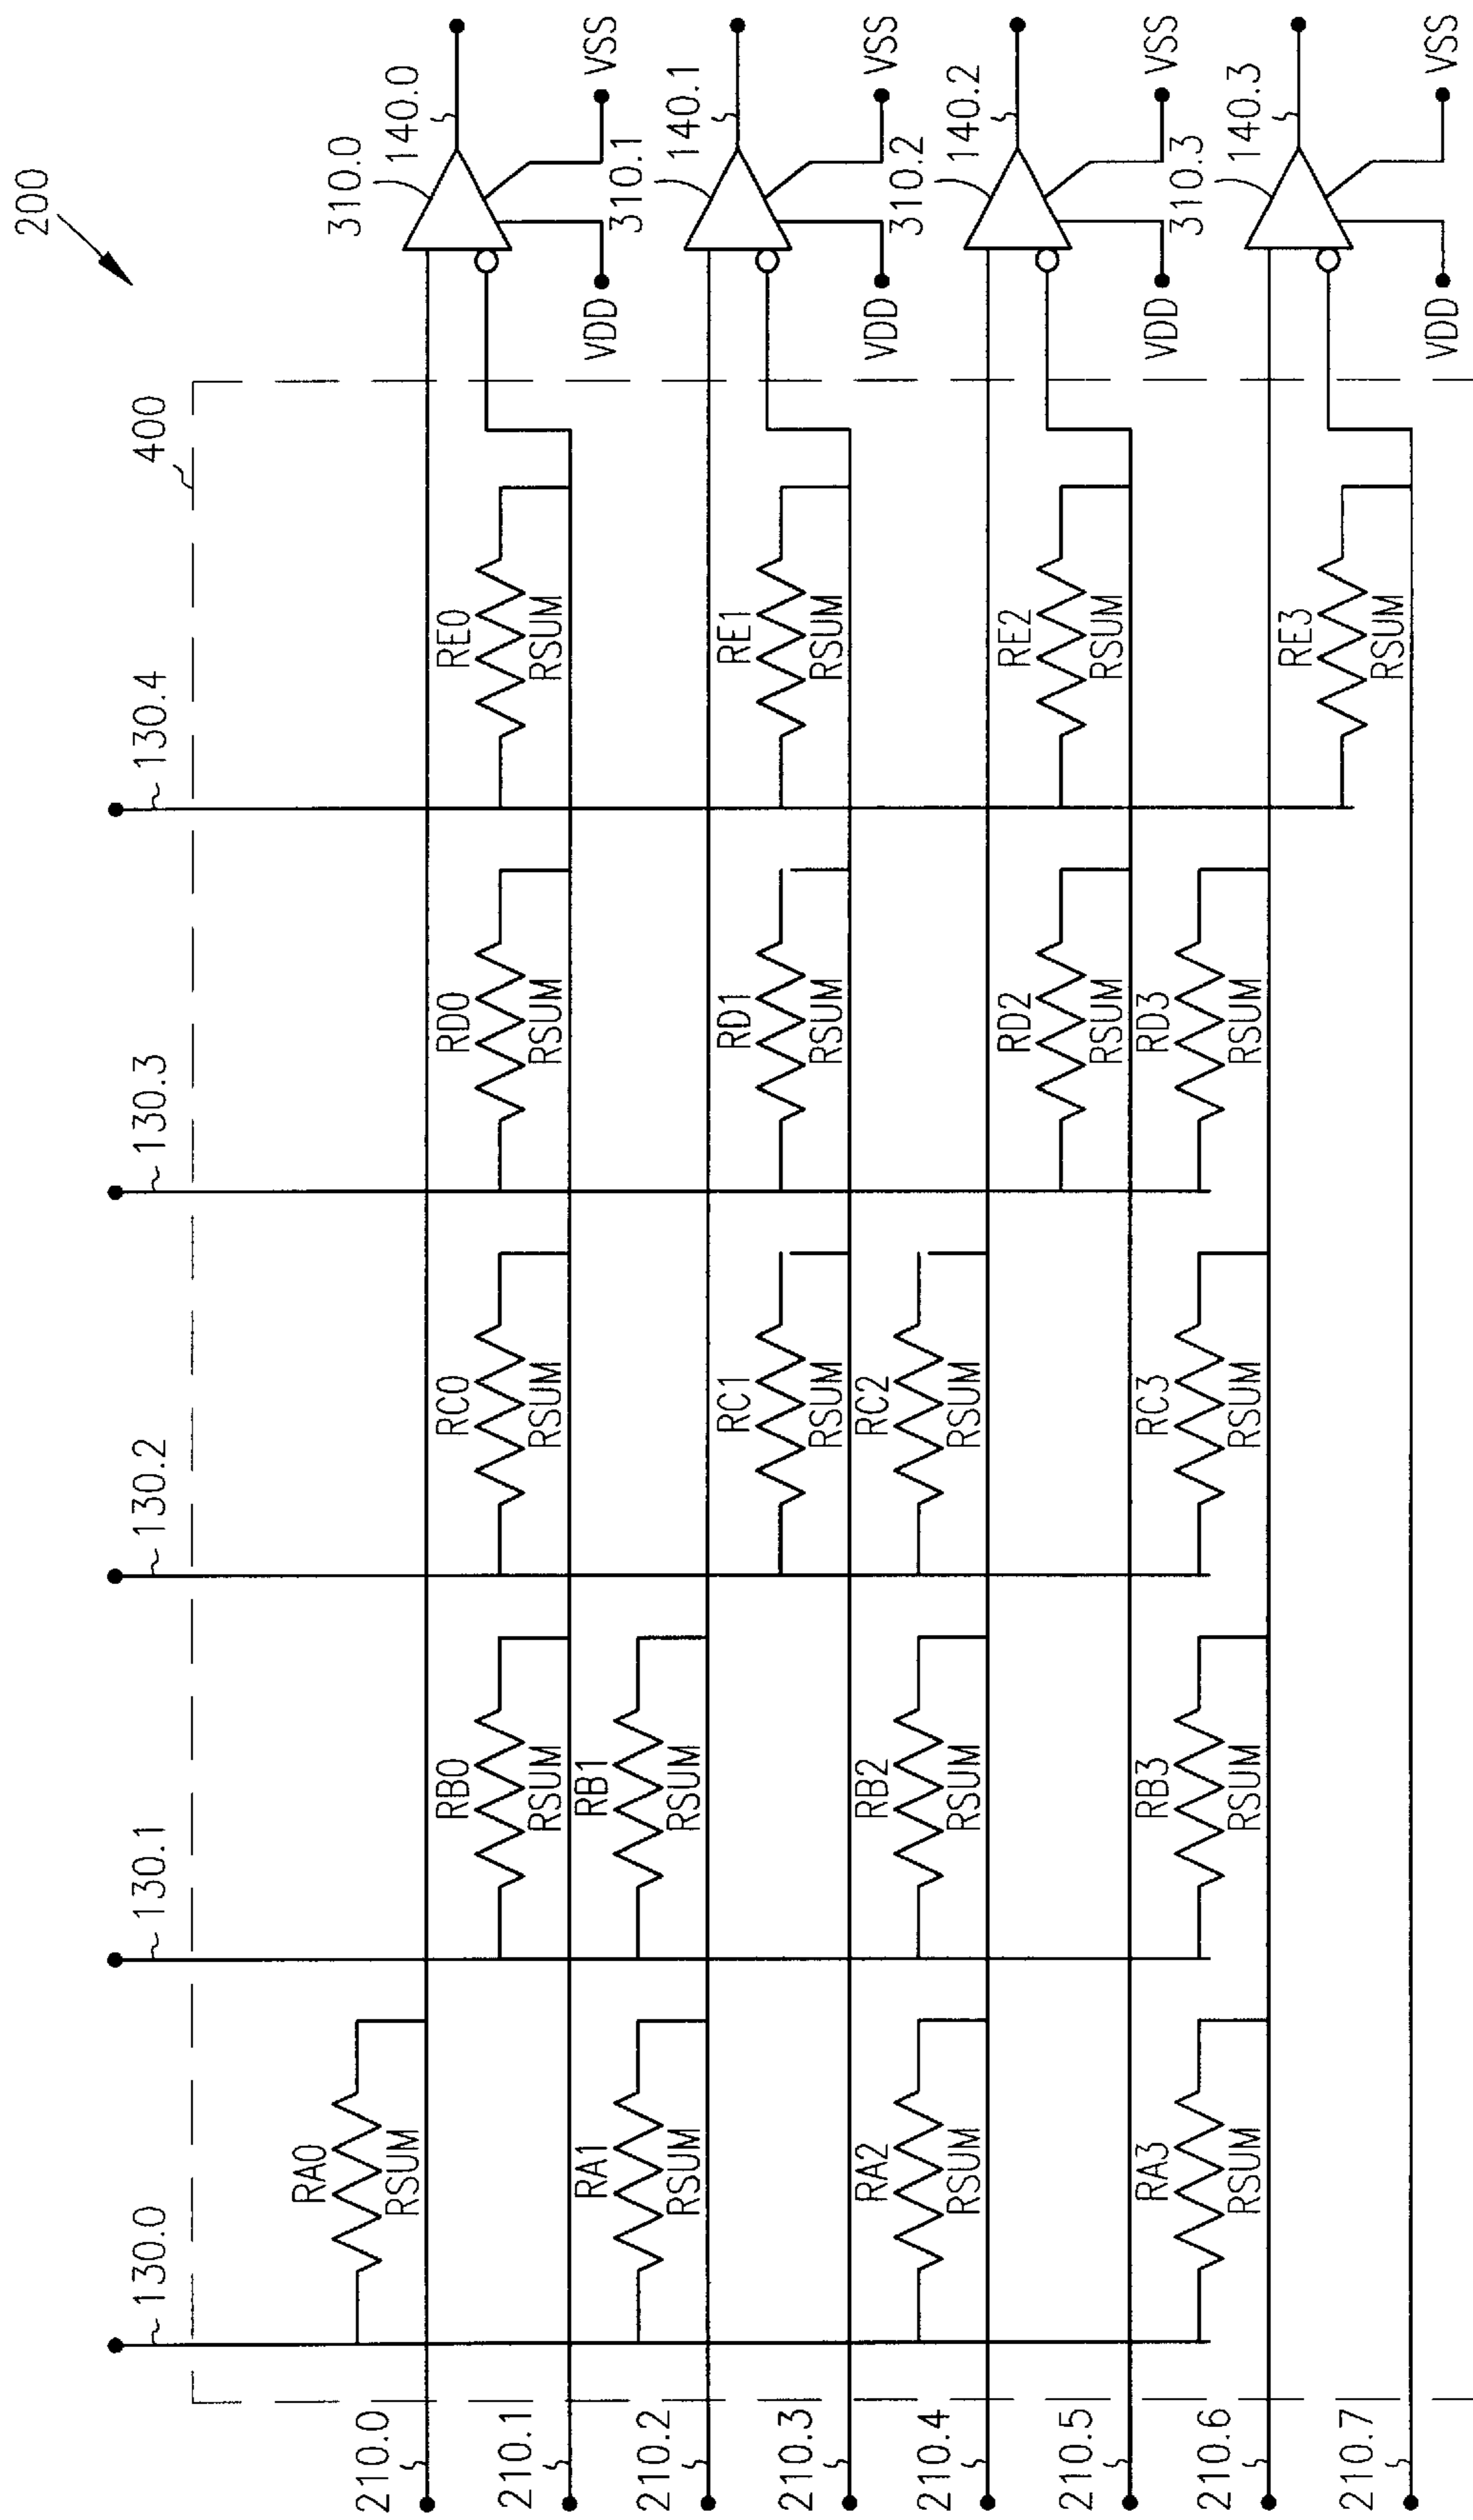 200
400
310.0
140.0
VDD
VSS
310.1
140.1
VDD
VSS
310.2
140.2
VDD
VSS
310.3
140.3
VDD
VSS
130.0
130.1
130.2
130.3
130.4
RA0
RSUM
RB0
RSUM
RC0
RSUM
RD0
RSUM
RE0
RSUM
RA1
RSUM
RB1
RSUM
RC1
RSUM
RD1
RSUM
RE1
RSUM
RA2
RSUM
RB2
RSUM
RC2
RSUM
RD2
RSUM
RE2
RSUM
RA3
RSUM
RB3
RSUM
RC3
RSUM
RD3
RSUM
RE3
RSUM
210.0
210.1
210.2
210.3
210.4
210.5
210.6
210.7